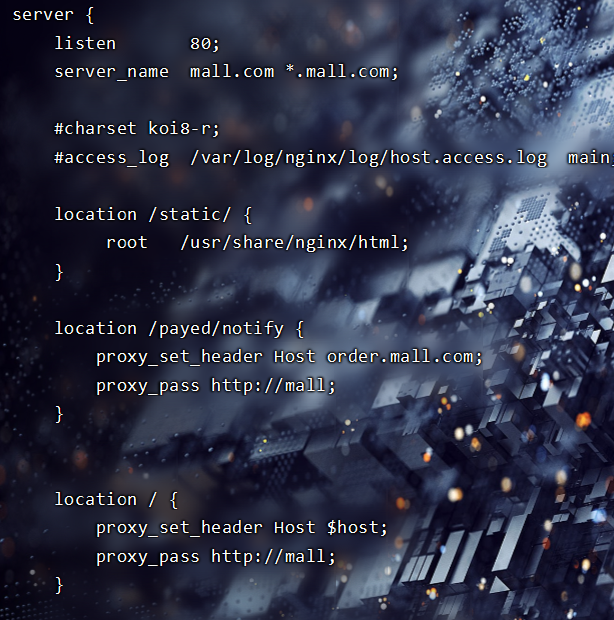 server {
    listen       80;
    server_name  mall.com *.mall.com;
    #charset koi8-r;
    #access_log  /var/log/nginx/log/host.access.log  main
    location /static/ {
         root   /usr/share/nginx/html;
    }
    location /payed/notify {
        proxy_set_header Host order.mall.com;
        proxy_pass http://mall;
    }
    location / {
        proxy_set_header Host $host;
        proxy_pass http://mall;
    }